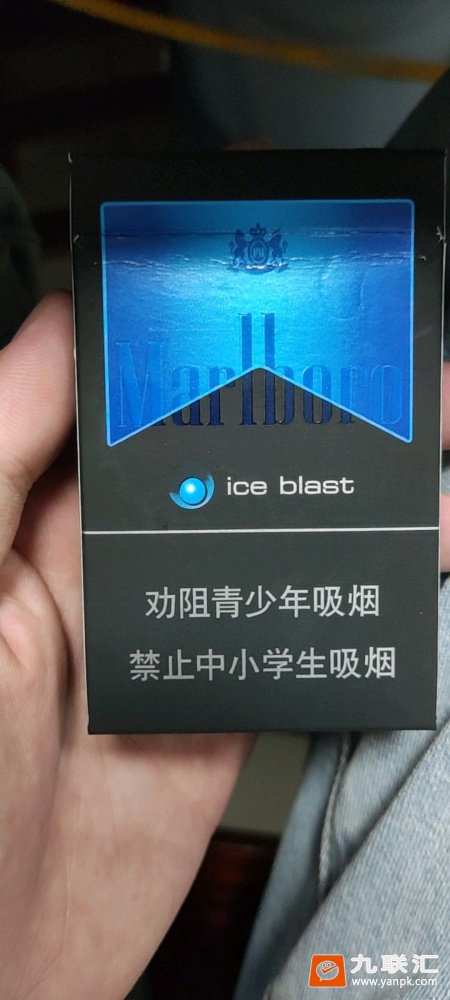 Marlboro
ice blast
劝阻青少年吸烟
禁止中小学生吸烟
九联汇
www.yanpk.com